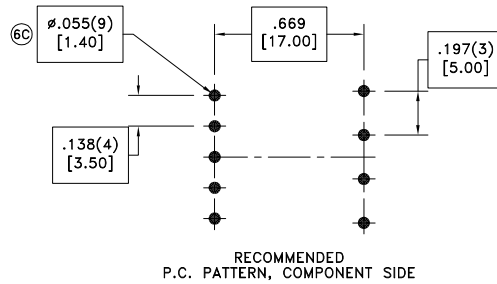 6C
ø.055(9)
[1.40]
.669
[17.00]
.197(3)
[5.00]
.138(4)
[3.50]
RECOMMENDED
P.C. PATTERN, COMPONENT SIDE